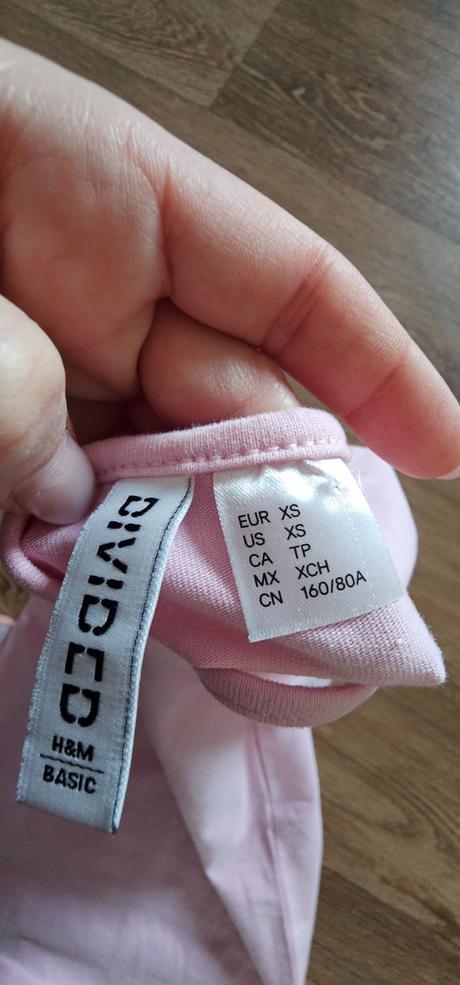 DIVIDED
H&M
BASIC
EUR XS
US XS
CA TP
MX XCH
CN 160/80A